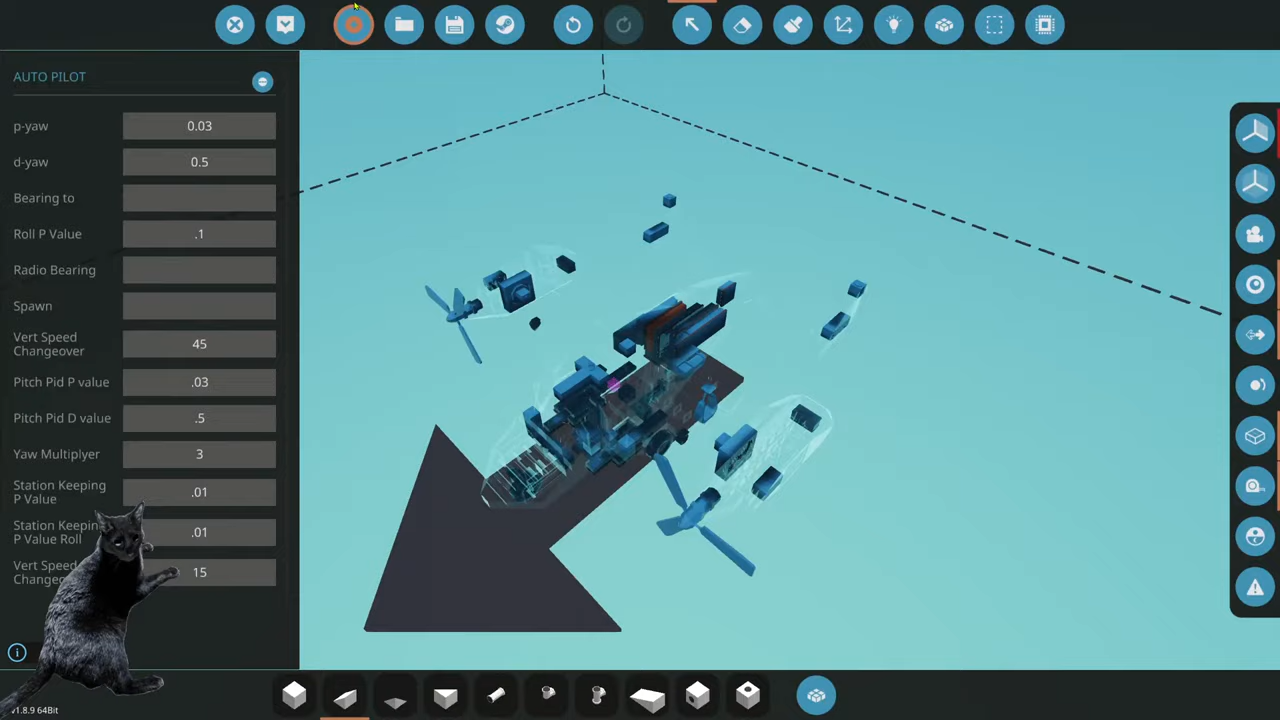 AUTO PILOT
p-yaw 0.03
d-yaw 0.5
Bearing to
Roll P Value .1
Radio Bearing
Spawn
Vert Speed
Changeover 45
Pitch Pid P value .03
Pitch Pid D value .5
Yaw Multiplyer 3
Station Keeping
P Value .01
Station Keeping
P Value Roll .01
Vert Speed
15
v1.8.9 64Bit